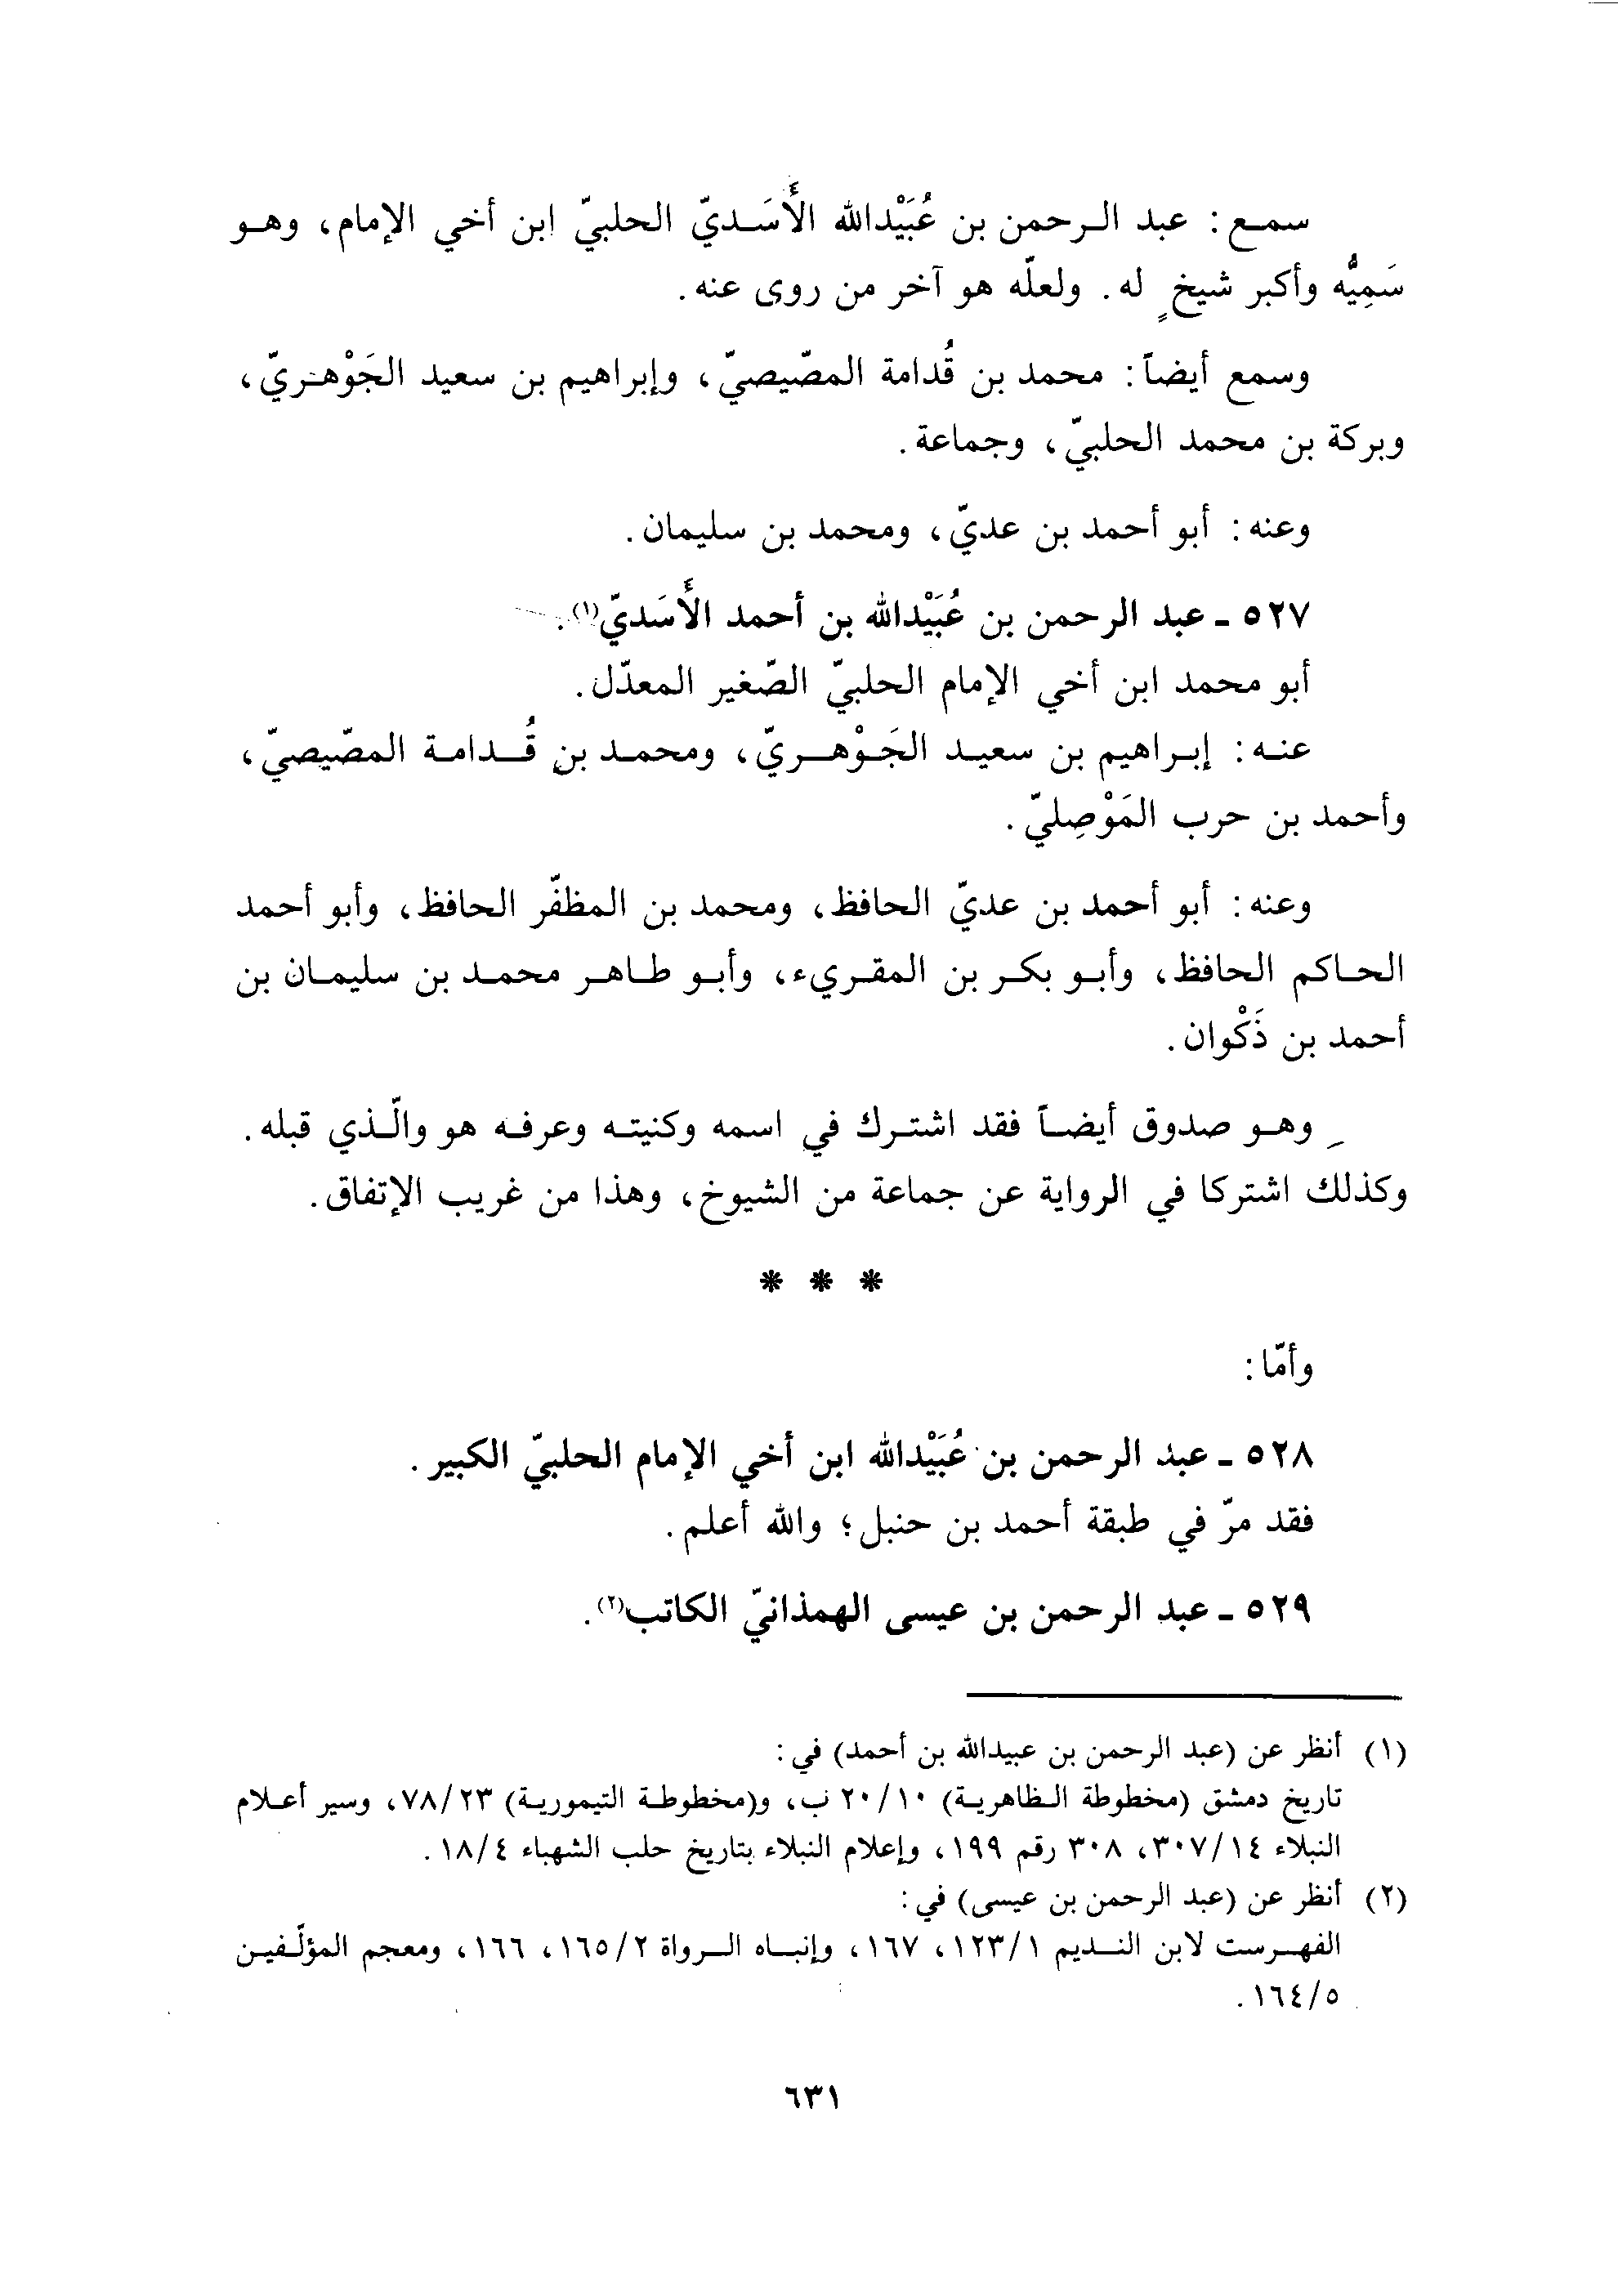 سمع: عبد الرحمن بن عُبَيْدالله الأَسَديّ الحلبيّ ابن أخي الإمام، وهو
سَمِيُّه وأكبر شيخٍ له. ولعلّه هو آخر من روى عنه.
وسمع أيضاً: محمد بن قُدامة المصّيصيّ، وإبراهيم بن سعيد الجَوْهريّ،
وبركة بن محمد الحلبيّ، وجماعة.
وعنه: أبو أحمد بن عديّ، ومحمد بن سليمان.
٥٢٧ - عبد الرحمن بن عُبَيْدالله بن أحمد الأَسَديّ(١).
أبو محمد ابن أخي الإمام الحلبيّ الصّغير المعدّل.
عنه: إبراهيم بن سعيد الجَوْهريّ، ومحمد بن قُدامة المصّيصيّ،
وأحمد بن حرب المَوْصِليّ.
وعنه: أبو أحمد بن عديّ الحافظ، ومحمد بن المظفّر الحافظ، وأبو أحمد
الحاكم الحافظ، وأبو بكر بن المقريء، وأبو طاهر محمد بن سليمان بن
أحمد بن ذَكْوان.
وهو صدوق أيضاً فقد اشترك في اسمه وكنيته وعرفه هو والّذي قبله.
وكذلك اشتركا في الرواية عن جماعة من الشيوخ، وهذا من غريب الإتفاق.
* * *
وأمّا:
٥٢٨ - عبد الرحمن بن عُبَيْدالله ابن أخي الإمام الحلبيّ الكبير.
فقد مرّ في طبقة أحمد بن حنبل؛ والله أعلم.
٥٢٩ - عبد الرحمن بن عيسى الهمذانيّ الكاتب(٢).
(١) أنظر عن (عبد الرحمن بن عبيدالله بن أحمد) في:
تاريخ دمشق (مخطوطة الظاهرية) ٢٠/١٠ ب، و(مخطوطة التيمورية) ٧٨/٢٣، وسير أعلام
النبلاء ٣٠٧/١٤، ٣٠٨ رقم ١٩٩، وإعلام النبلاء بتاريخ حلب الشهباء ١٨/٤.
(٢) أنظر عن (عبد الرحمن بن عيسى) في:
الفهرست لابن النديم ١٢٣/١، ١٦٧، وإنباه الرواة ١٦٥/٢، ١٦٦، ومعجم المؤلّفين
١٦٤/٥.
٦٣١